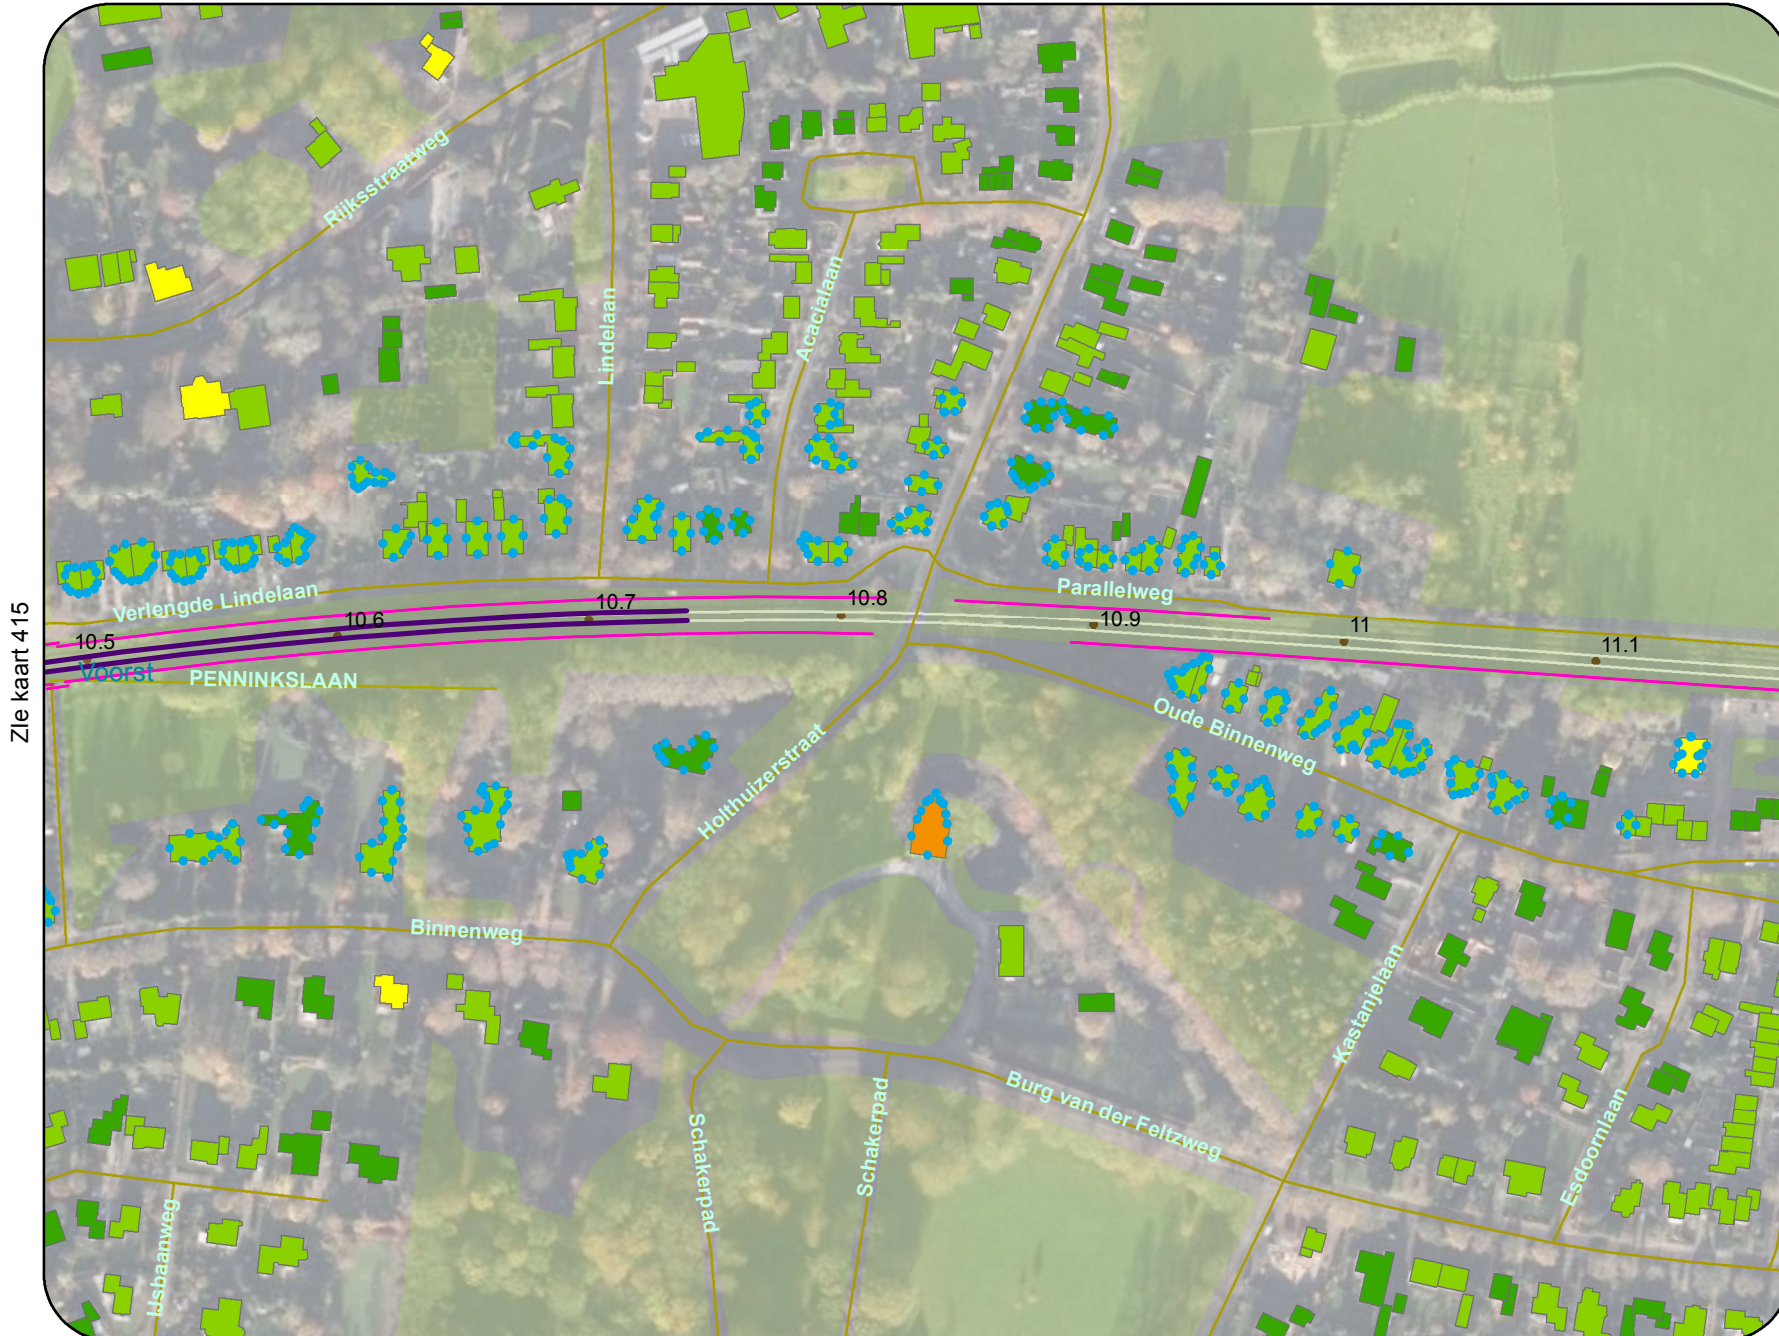 Rijksstraatweg
Lindelaan
Acacialaan
Verlengde Lindelaan
Parallelweg
10.5
10.6
10.7
10.8
10.9
11
11.1
ZIe kaart 415
Voorst
PENNINKSLAAN
Oude Binnenweg
Holthuizerstraat
Binnenweg
Kastanjelaan
Burg van der Feltzweg
Schakerpad
Schakerpad
Esdoornlaan
IJsbaanweg